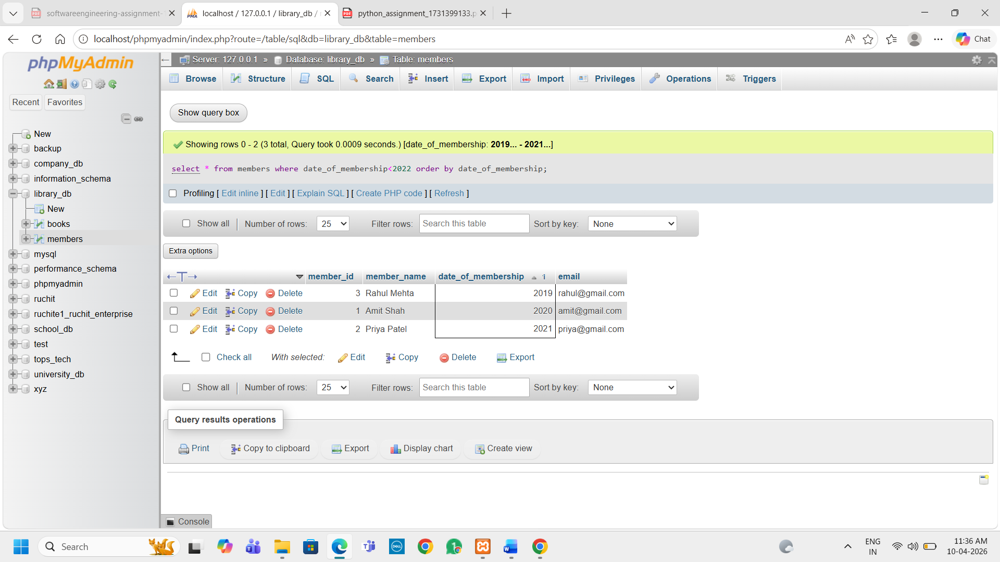 softwareengineering-assignment-
localhost / 127.0.0.1 / library_db /
python_assignment_1731399133.p
localhost/phpmyadmin/index.php?route=/table/sql&db=library_db&table=members
Chat
phpMyAdmin
Recent Favorites
New
backup
company_db
information_schema
library_db
New
books
members
mysql
performance_schema
phpmyadmin
ruchit
ruchite1_ruchit_enterprise
school_db
test
tops_tech
university_db
xyz
Server: 127.0.0.1 » Database: library_db » Table: members
Browse Structure SQL Search Insert Export Import Privileges Operations Triggers
Show query box
Showing rows 0 - 2 (3 total, Query took 0.0009 seconds.) [date_of_membership: 2019... - 2021...]
select * from members where date_of_membership<2022 order by date_of_membership;
Profiling [ Edit inline ] [ Edit ] [ Explain SQL ] [ Create PHP code ] [ Refresh ]
Show all Number of rows: 25 Filter rows: Search this table Sort by key: None
Extra options
member_id member_name date_of_membership 1 email
Edit Copy Delete 3 Rahul Mehta 2019 rahul@gmail.com
Edit Copy Delete 1 Amit Shah 2020 amit@gmail.com
Edit Copy Delete 2 Priya Patel 2021 priya@gmail.com
Check all With selected: Edit Copy Delete Export
Show all Number of rows: 25 Filter rows: Search this table Sort by key: None
Query results operations
Print Copy to clipboard Export Display chart Create view
Console
Search
DELL
ENG
IN
11:36 AM
10-04-2026